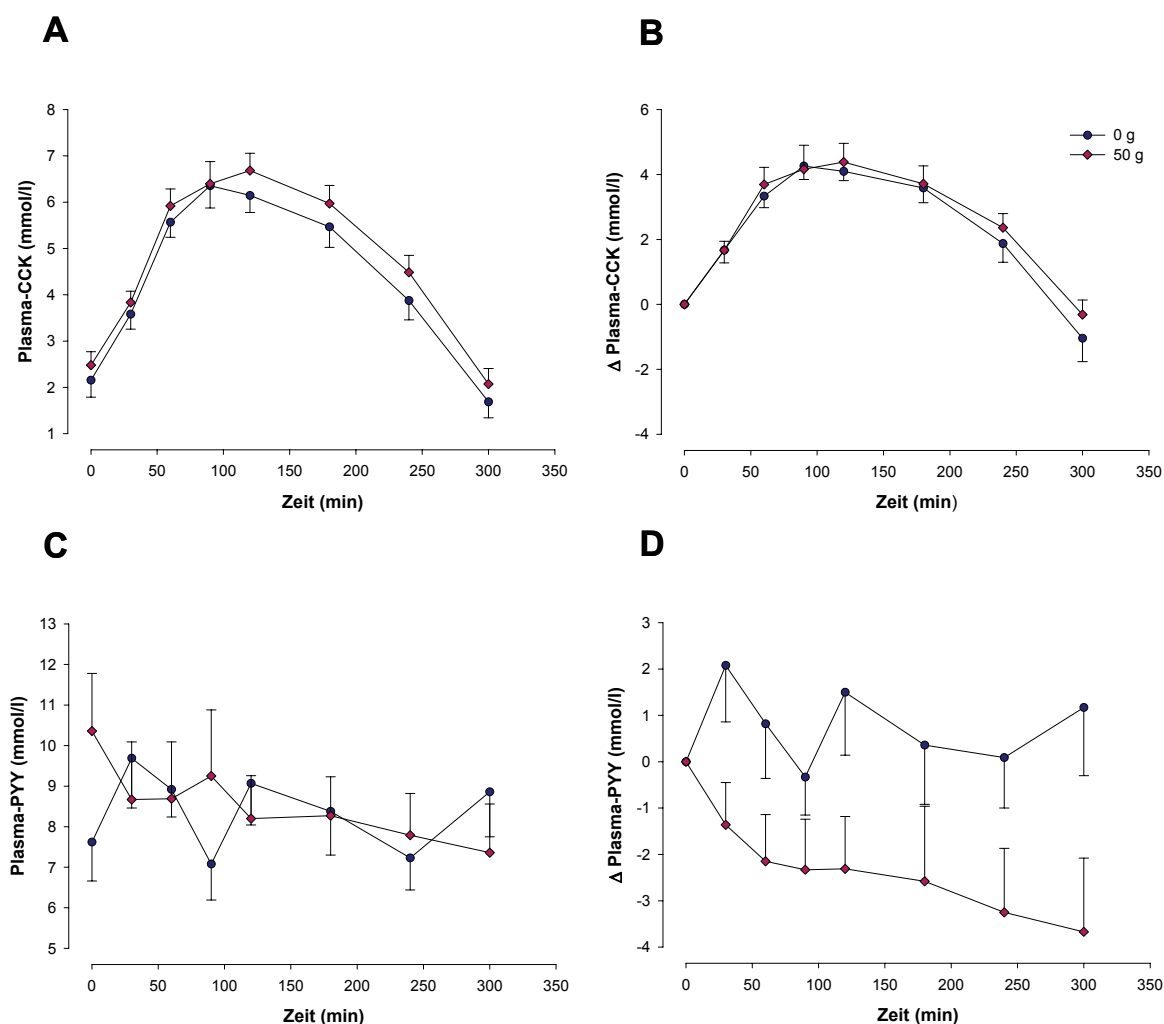 A
Plasma-CCK (mmol/l)
8
7
6
5
4
3
2
1
0 50 100 150 200 250 300 350
Zeit (min)
B
Δ Plasma-CCK (mmol/l)
6
4
2
0
-2
-4
0 50 100 150 200 250 300 350
Zeit (min)
0 g
50 g
C
Plasma-PYY (mmol/l)
13
12
11
10
9
8
7
6
5
0 50 100 150 200 250 300 350
Zeit (min)
D
Δ Plasma-PYY (mmol/l)
3
2
1
0
-1
-2
-3
-4
0 50 100 150 200 250 300 350
Zeit (min)